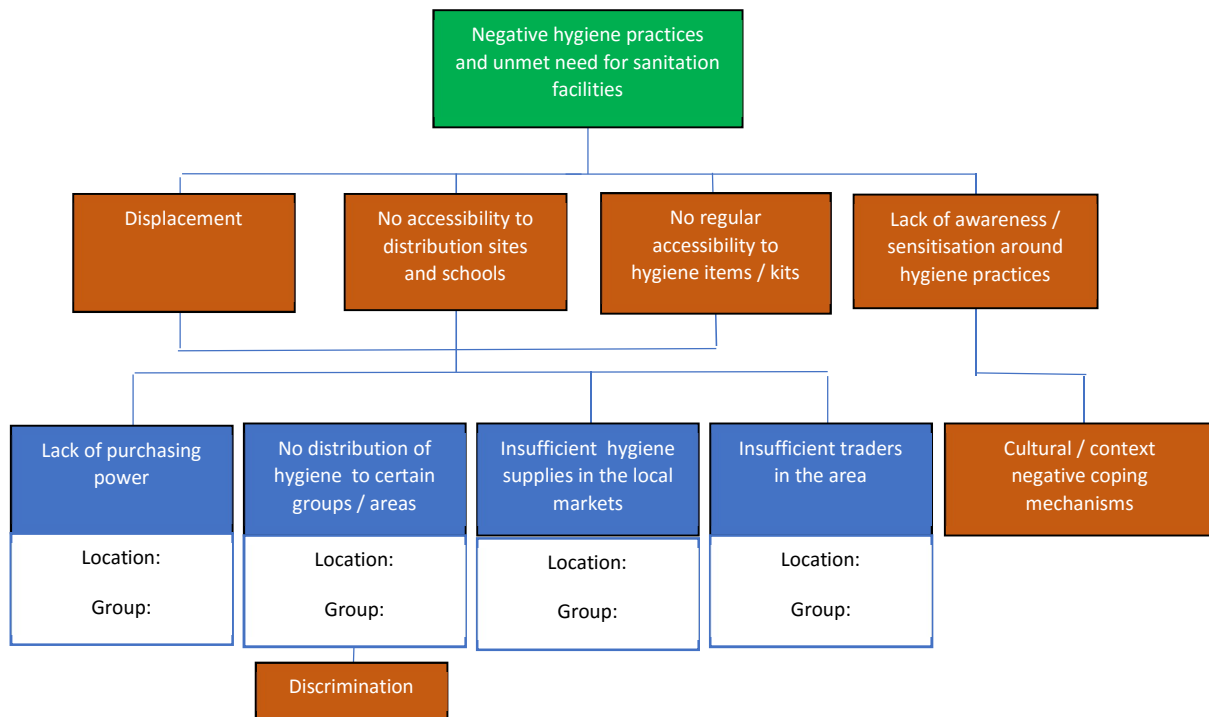 Negative hygiene practices
and unmet need for sanitation
facilities
Displacement
No accessibility to
distribution sites
and schools
No regular
accessibility to
hygiene items / kits
Lack of awareness /
sensitisation around
hygiene practices
Lack of purchasing
power
Location:
Group:
No distribution of
hygiene to certain
groups / areas
Location:
Group:
Insufficient hygiene
supplies in the local
markets
Location:
Group:
Insufficient traders
in the area
Location:
Group:
Cultural / context
negative coping
mechanisms
Discrimination